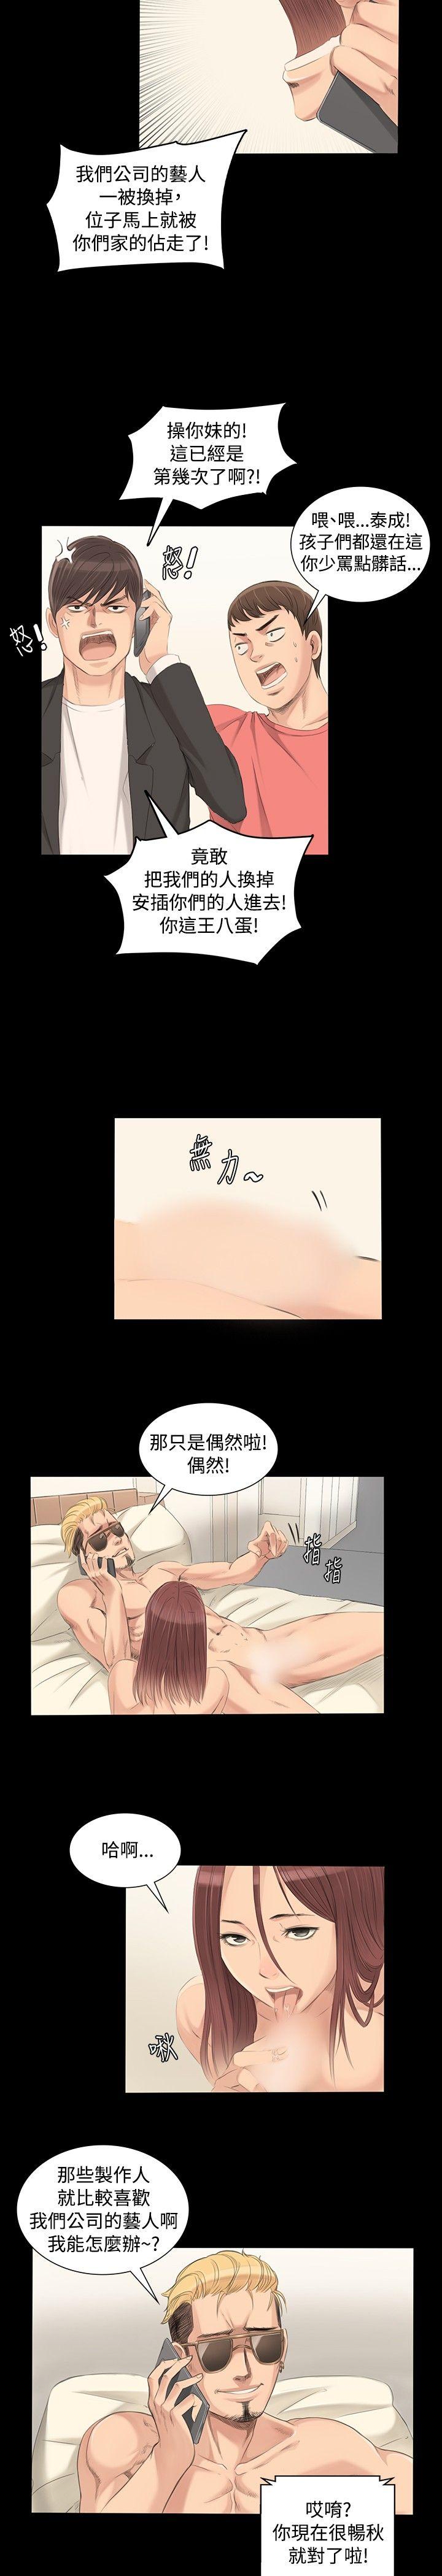 我們公司的藝人
一被換掉,
位子馬上就被
你們家的佔走了!
操你妹的!
這已經是
第幾次了啊?!
喂、喂...泰成!
孩子們都還在這
你少罵點髒話...
怒!
怒!
竟敢
把我們的人換掉
安插你們的人進去!
你這王八蛋!
無力~
那只是偶然啦!
偶然!
指
指
哈啊...
啾
那些製作人
就比較喜歡
我們公司的藝人啊
我能怎麼辦~?
哎唷?
你現在很暢秋
就對了啦!